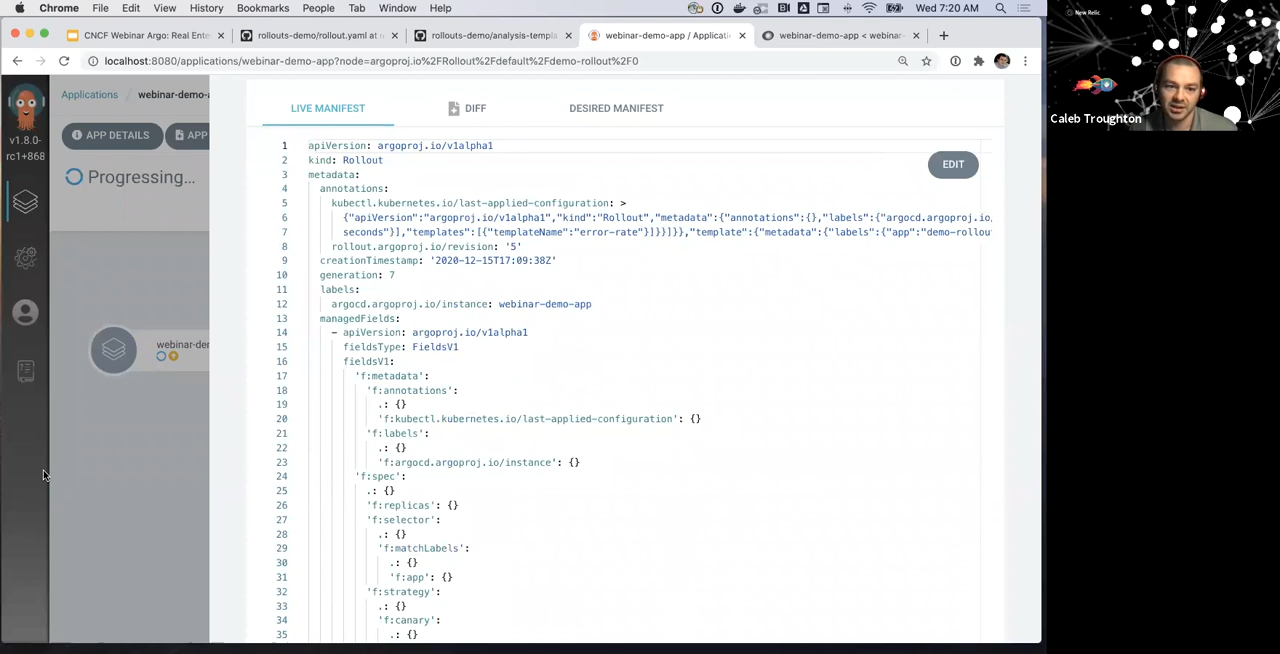 Chrome File Edit View History Bookmarks People Tab Window Help Wed 7:20 AM
CNCF Webinar Argo: Real Ente
rollouts-demo/rollout.yaml at r
rollouts-demo/analysis-templa
webinar-demo-app / Application
webinar-demo-app < webinar-
localhost:8080/applications/webinar-demo-app?node=argoproj.io%2FRollout%2Fdefault%2Fdemo-rollout%2F0
New Relic
Caleb Troughton
v1.8.0-
rc1+868
Applications / webinar-demo-a
APP DETAILS
APP
Progressing...
webinar-der
LIVE MANIFEST
DIFF
DESIRED MANIFEST
EDIT
1 apiVersion: argoproj.io/v1alpha1
2 kind: Rollout
3 metadata:
4 annotations:
5 kubectl.kubernetes.io/last-applied-configuration: >
6 {"apiVersion":"argoproj.io/v1alpha1","kind":"Rollout","metadata":{"annotations":{},"labels":{"argocd.argoproj.io,
7 seconds"}],"templates":[{"templateName":"error-rate"}]}}]}},"template":{"metadata":{"labels":{"app":"demo-rollout
8 rollout.argoproj.io/revision: '5'
9 creationTimestamp: '2020-12-15T17:09:38Z'
10 generation: 7
11 labels:
12 argocd.argoproj.io/instance: webinar-demo-app
13 managedFields:
14 - apiVersion: argoproj.io/v1alpha1
15 fieldsType: FieldsV1
16 fieldsV1:
17 'f:metadata':
18 'f:annotations':
19 .: {}
20 'f:kubectl.kubernetes.io/last-applied-configuration': {}
21 'f:labels':
22 .: {}
23 'f:argocd.argoproj.io/instance': {}
24 'f:spec':
25 .: {}
26 'f:replicas': {}
27 'f:selector':
28 .: {}
29 'f:matchLabels':
30 .: {}
31 'f:app': {}
32 'f:strategy':
33 .: {}
34 'f:canary':
35 .: {}